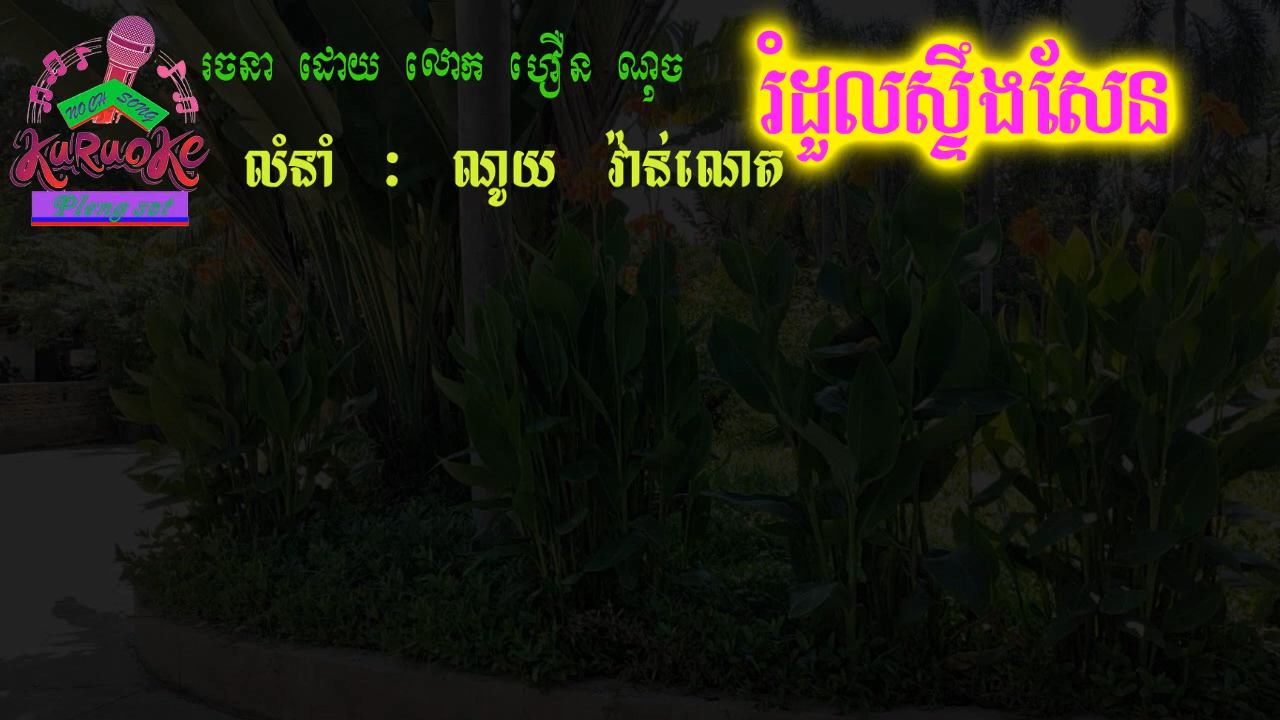 NOCH SONG
KaRaoKe
Pleng sot
រចនា ដោយ លោក ហឿន ណុច
រំដួលស្ទឹងសែន
លំនាំ : ណូយ វ៉ាន់ណេត